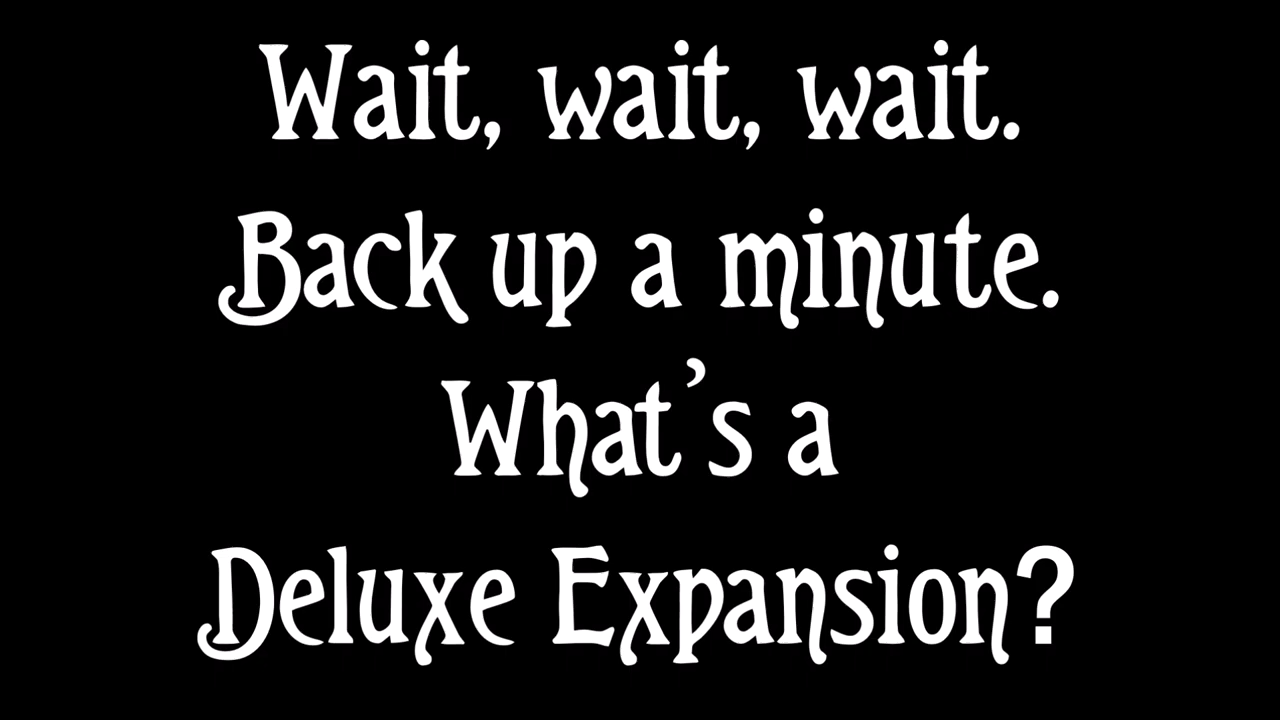 Wait, wait, wait.
Back up a minute.
What's a
Deluxe Expansion?